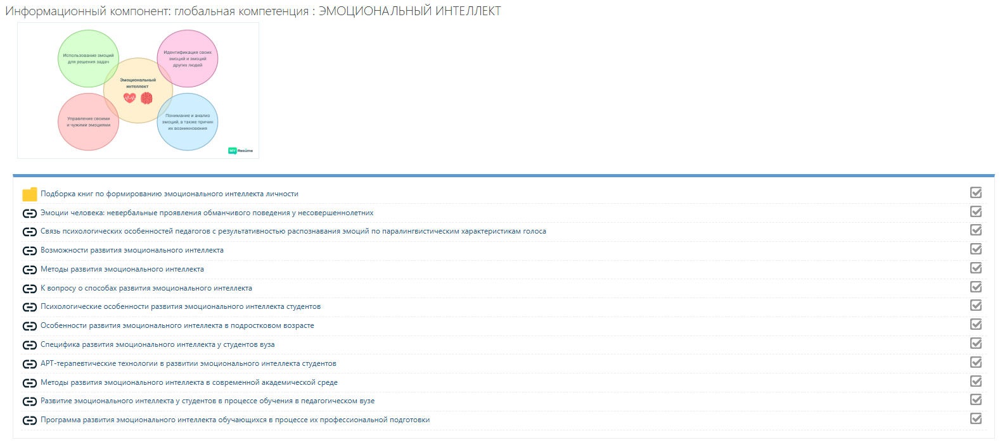 Информационный компонент: глобальная компетенция : ЭМОЦИОНАЛЬНЫЙ ИНТЕЛЛЕКТ
Использование эмоций
для решения задач
Идентификация своих
эмоций и эмоций
других людей
Эмоциональный
интеллект
Управление своими
и чужими эмоциями
Понимание и анализ
эмоций, а также причин
их возникновения
MY Resume
Подборка книг по формированию эмоционального интеллекта личности
Эмоции человека: невербальные проявления обманчивого поведения у несовершеннолетних
Связь психологических особенностей педагогов с результативностью распознавания эмоций по паралингвистическим характеристикам голоса
Возможности развития эмоционального интеллекта
Методы развития эмоционального интеллекта
К вопросу о способах развития эмоционального интеллекта
Психологические особенности развития эмоционального интеллекта студентов
Особенности развития эмоционального интеллекта в подростковом возрасте
Специфика развития эмоционального интеллекта у студентов вуза
АРТ-терапевтические технологии в развитии эмоционального интеллекта студентов
Методы развития эмоционального интеллекта в современной академической среде
Развитие эмоционального интеллекта у студентов в процессе обучения в педагогическом вузе
Программа развития эмоционального интеллекта обучающихся в процессе их профессиональной подготовки